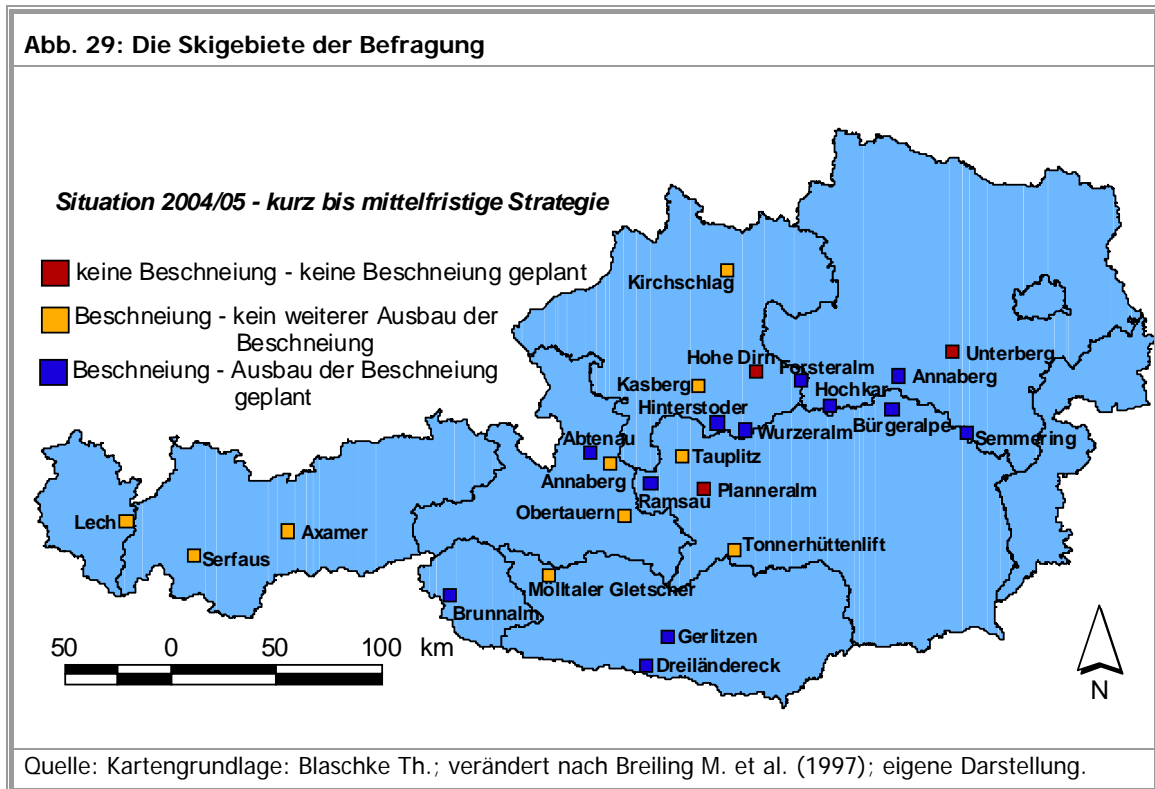 Abb. 29: Die Skigebiete der Befragung
Situation 2004/05 - kurz bis mittelfristige Strategie
keine Beschneiung - keine Beschneiung geplant
Beschneiung - kein weiterer Ausbau der
Beschneiung
Beschneiung - Ausbau der Beschneiung
geplant
Kirchschlag
Hohe Dirn
Forsteralm
Unterberg
Kasberg
Hochkar
Annaberg
Hinterstoder
Bürgeralpe
Wurzeralm
Semmering
Abtenau
Tauplitz
Annaberg
Ramsau
Planneralm
Obertauern
Lech
Axamer
Serfaus
Tonnerhüttenlift
Mölltaler Gletscher
Brunnalm
Gerlitzen
Dreiländereck
50 0 50 100 km
N
Quelle: Kartengrundlage: Blaschke Th.; verändert nach Breiling M. et al. (1997); eigene Darstellung.